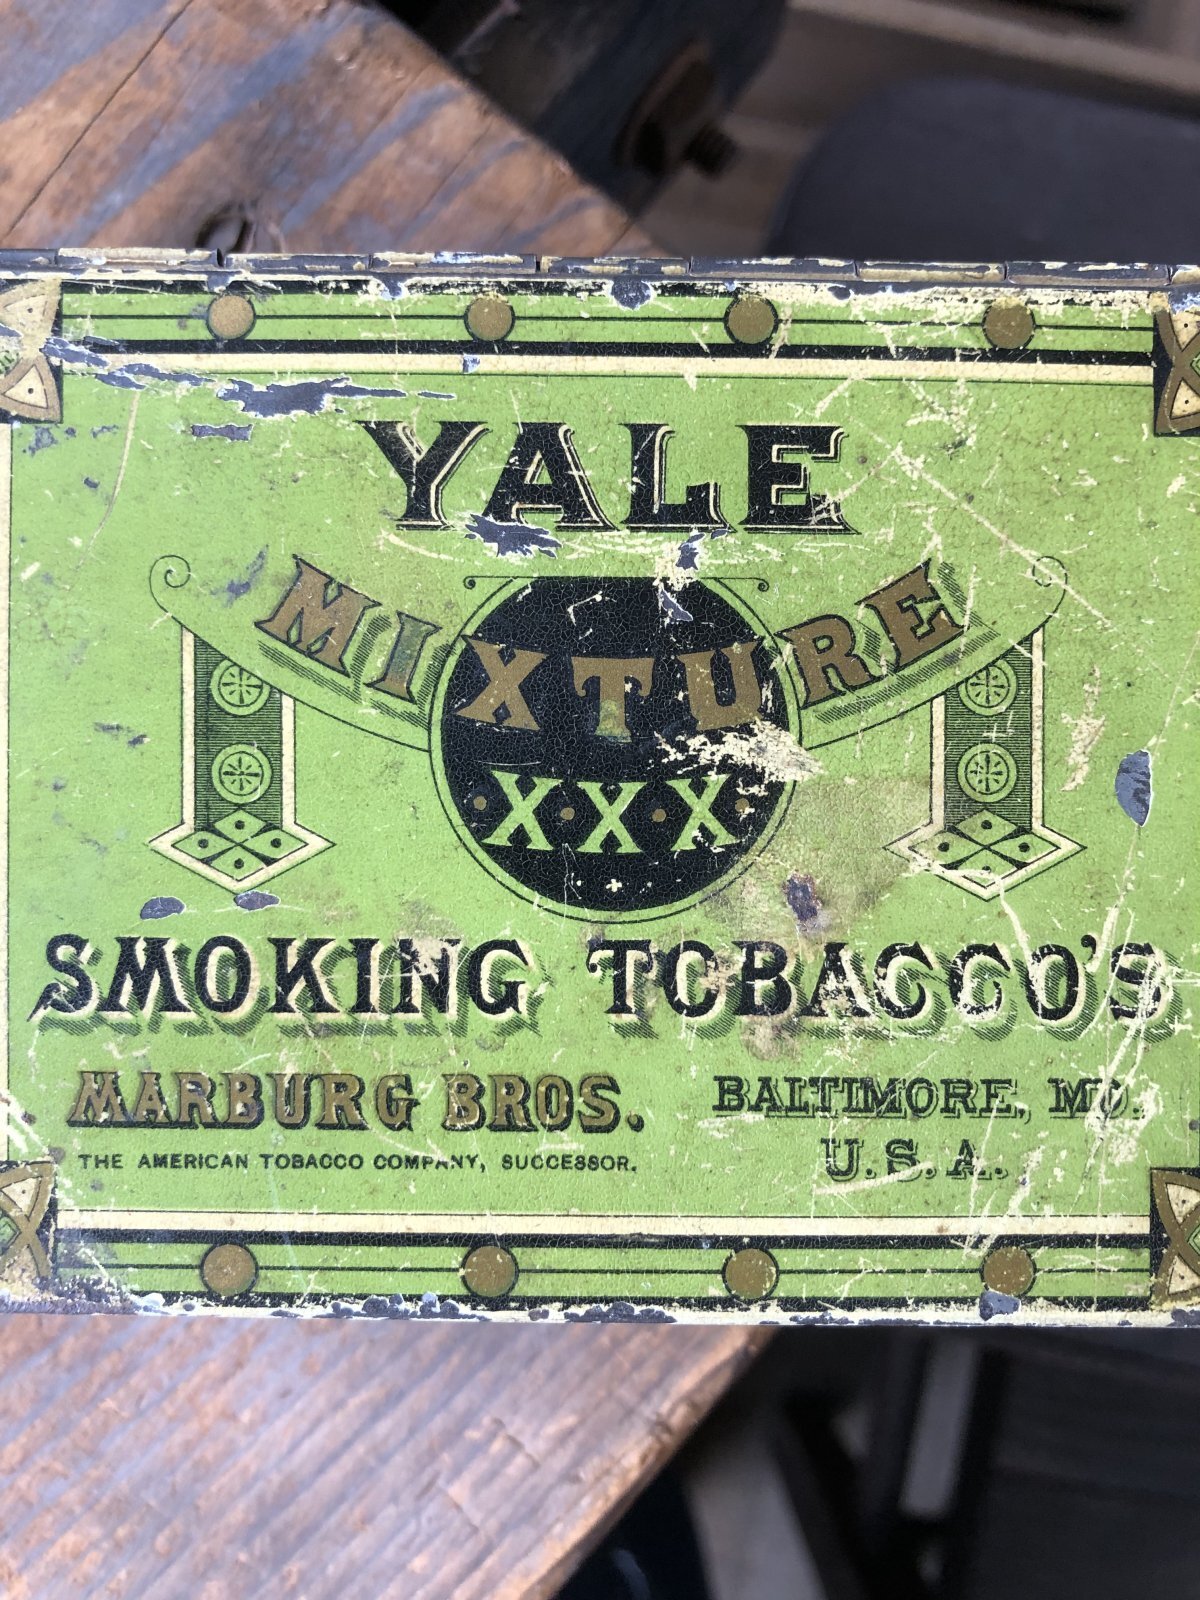 YALE
MIXTURE
XXX
SMOKING TOBACCO'S
MARBURG BROS.
THE AMERICAN TOBACCO COMPANY, SUCCESSOR.
BALTIMORE, MD.
U.S.A.